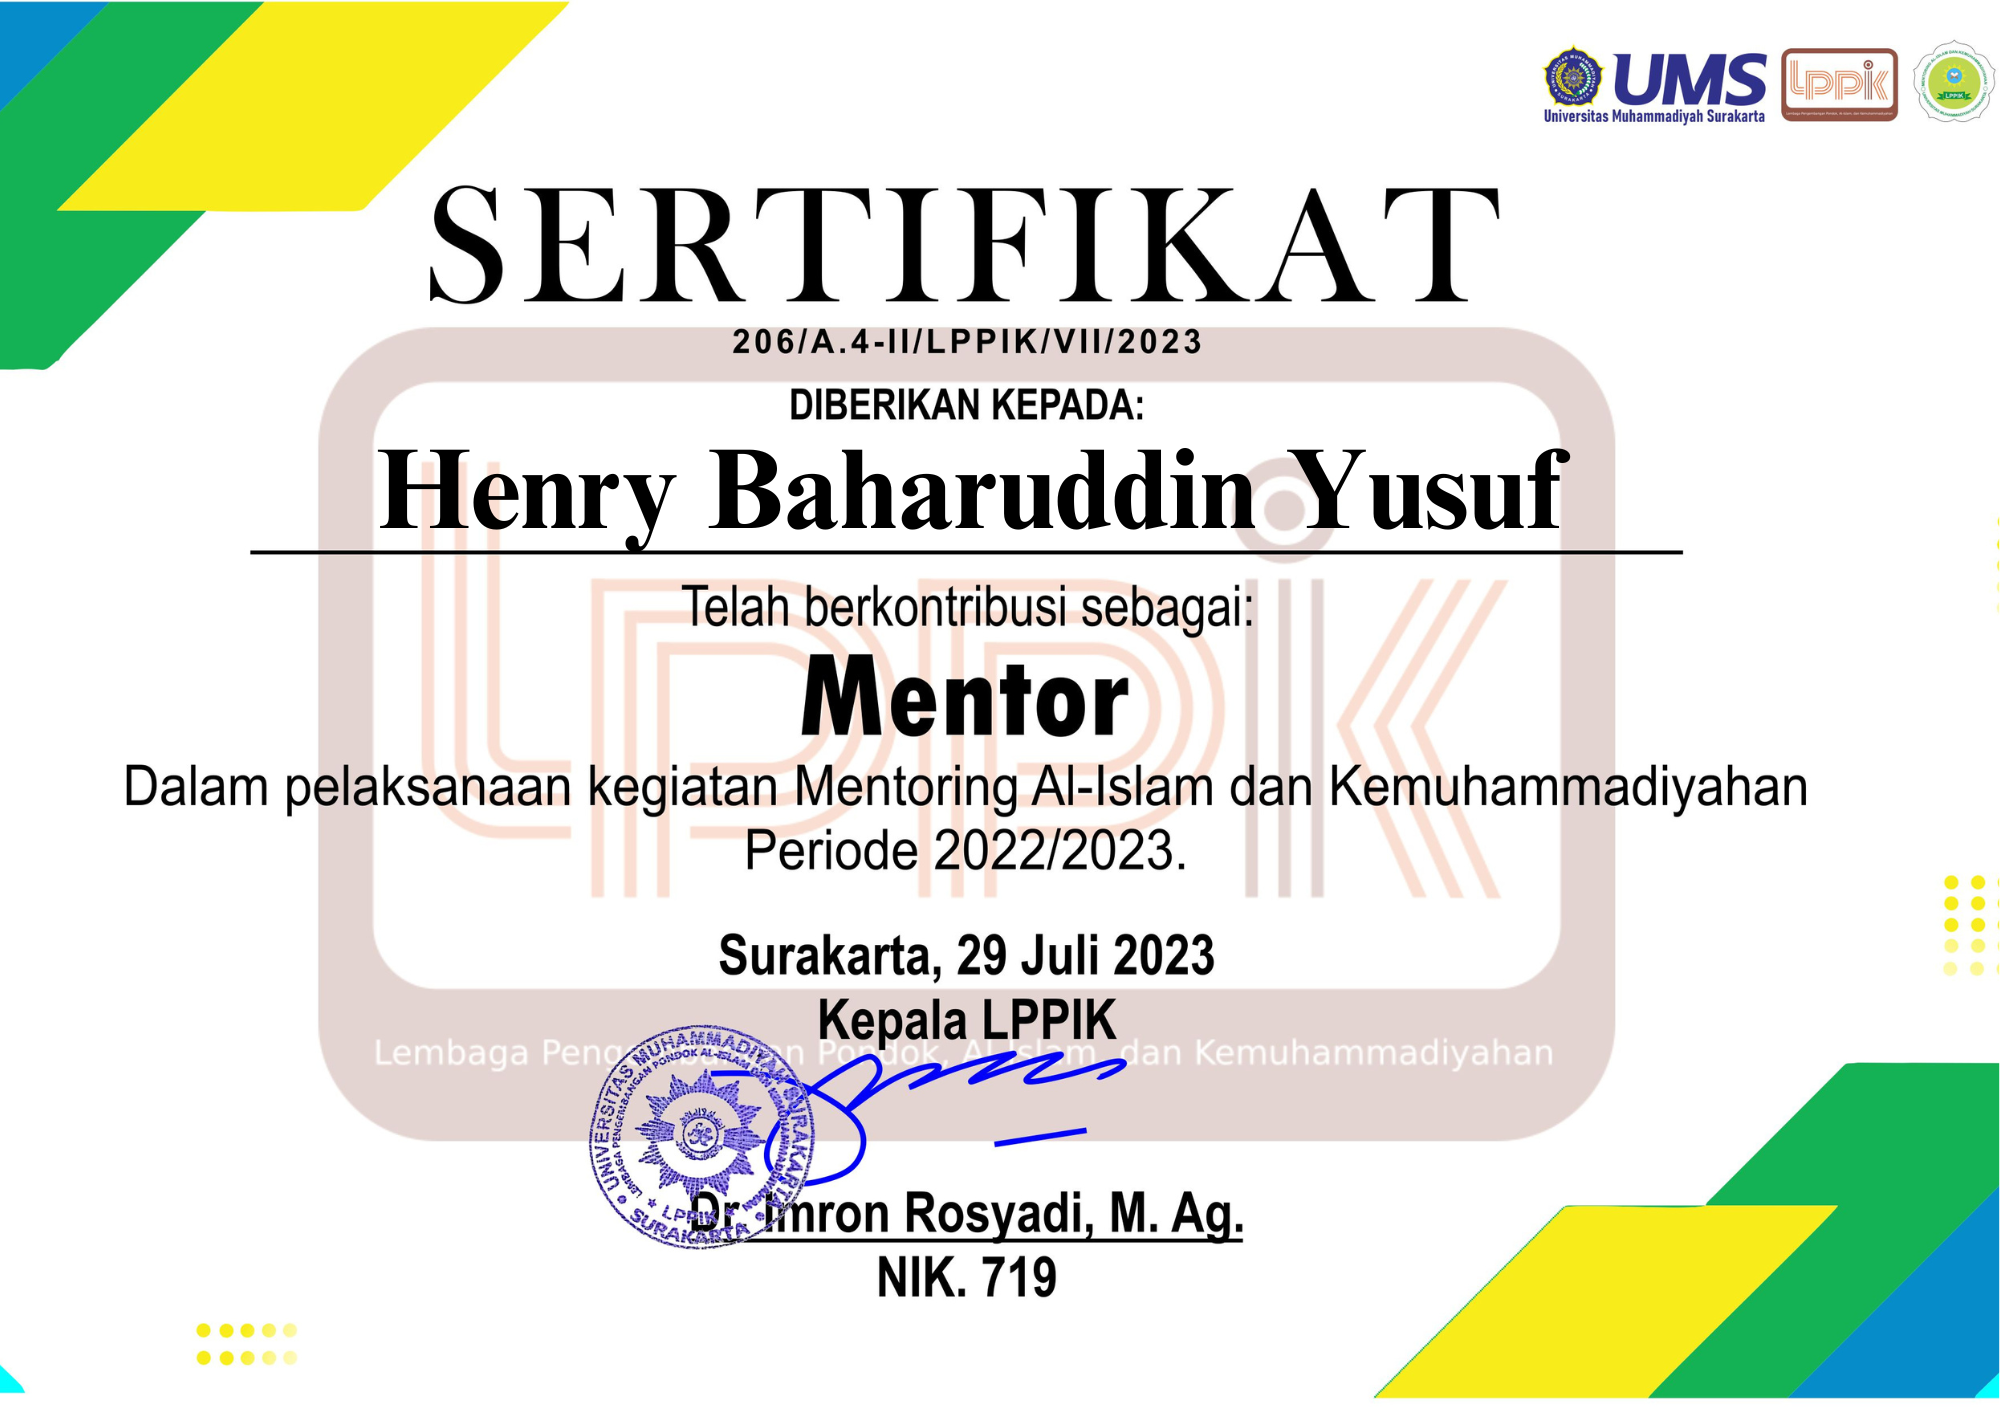 UMS
Universitas Muhammadiyah Surakarta
LPPIK
LPPIK
SERTIFIKAT
206/A.4-II/LPPIK/VII/2023
DIBERIKAN KEPADA:
Henry Baharuddin Yusuf
Telah berkontribusi sebagai:
Mentor
Dalam pelaksanaan kegiatan Mentoring Al-Islam dan Kemuhammadiyahan
Periode 2022/2023.
Surakarta, 29 Juli 2023
Kepala LPPIK
Lembaga Pengembangan Pondok, Al-Islam, dan Kemuhammadiyahan
UNIVERSITAS MUHAMMADIYAH SURAKARTA
LEMBAGA PENGEMBANGAN PONDOK AL-ISLAM DAN KEMUHAMMADIYAHAN
LPPIK
SURAKARTA
Dr. Imron Rosyadi, M. Ag.
NIK. 719